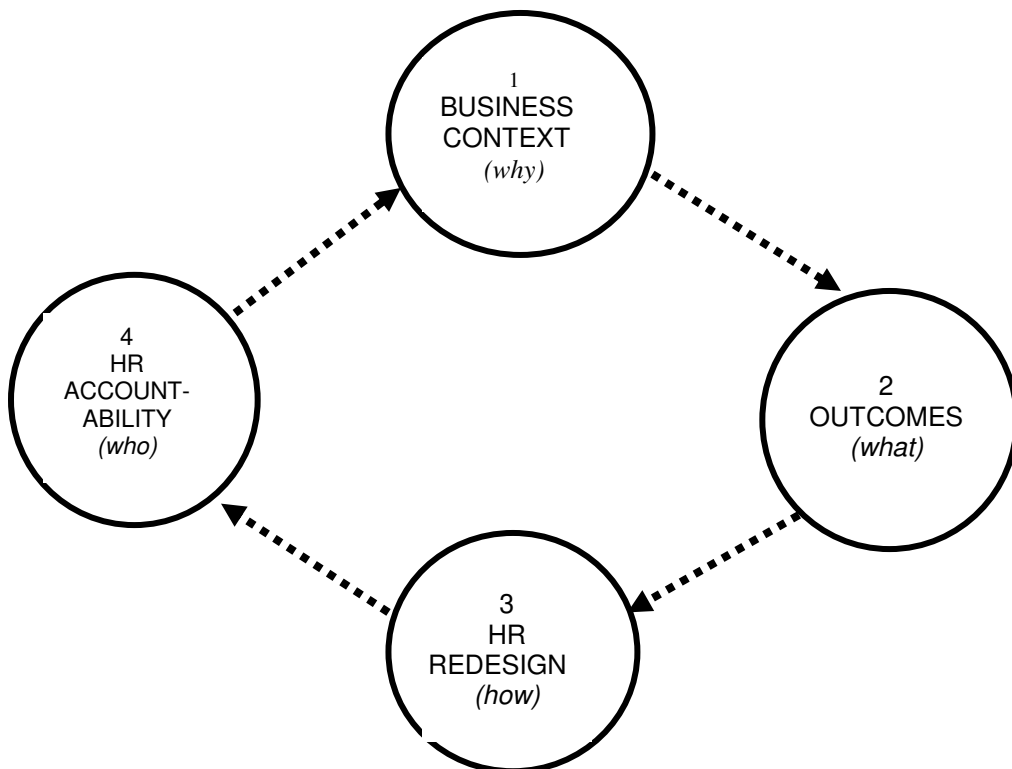 1
BUSINESS
CONTEXT
(why)
2
OUTCOMES
(what)
3
HR
REDESIGN
(how)
4
HR
ACCOUNT-
ABILITY
(who)